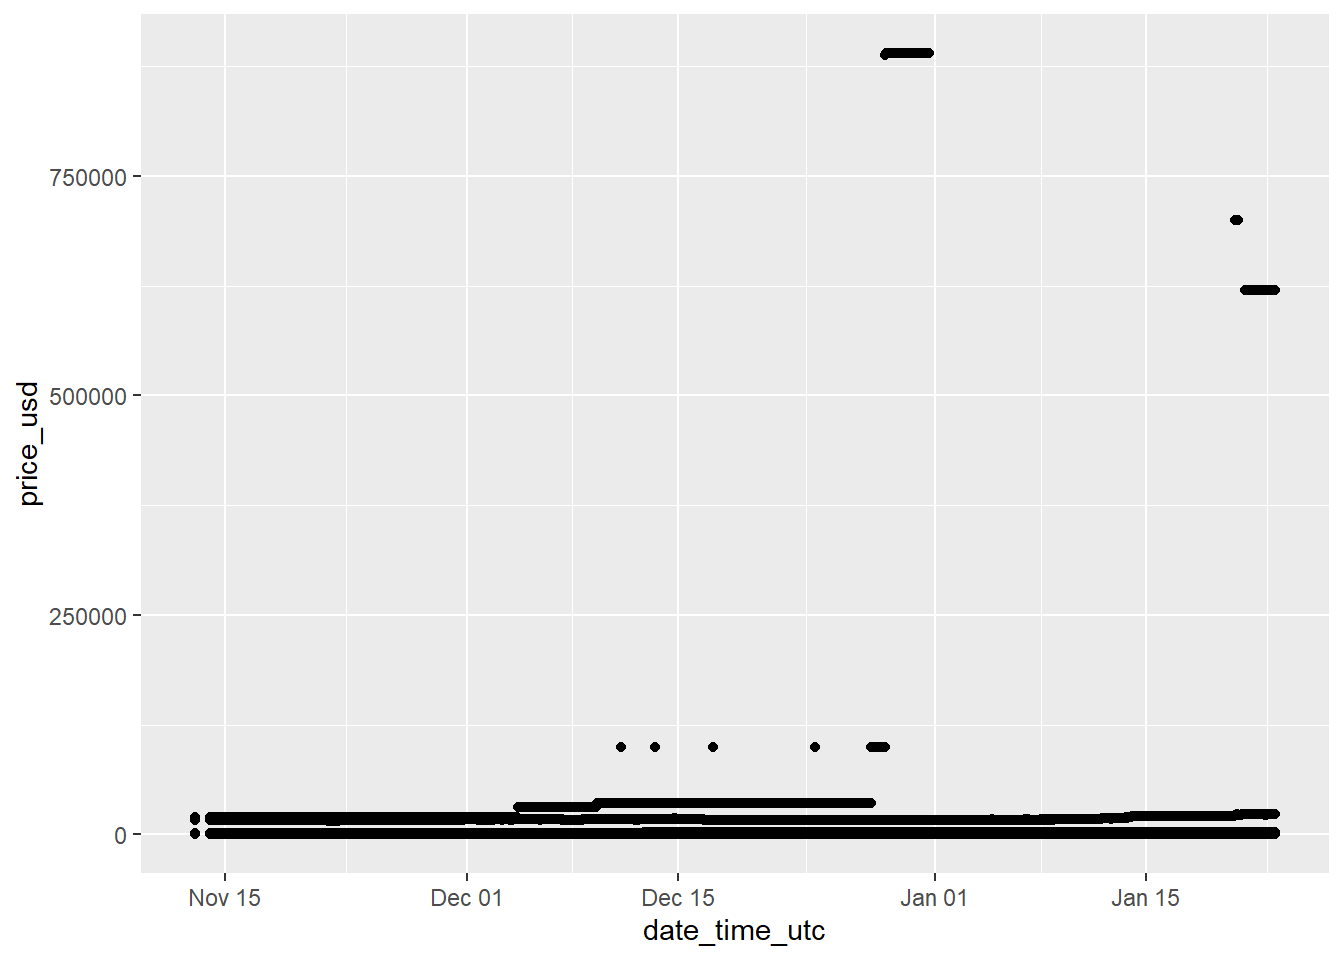 price_usd
750000
500000
250000
0
Nov 15
Dec 01
Dec 15
Jan 01
Jan 15
date_time_utc